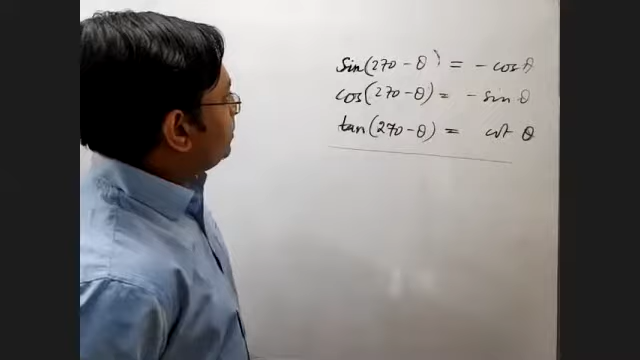 sin(270 - θ) = - cos θ
cos(270 - θ) = - sin θ
tan(270 - θ) = cot θ